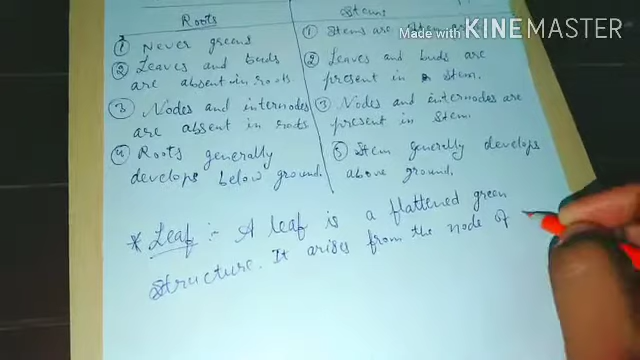 Made with KINEMASTER
Roots
Stems
① Never greens
② Leaves and buds
are absent in roots
③ Nodes and internodes
are absent in roots
④ Roots generally
develops below ground.
① Stems are
② Leaves and buds are
present in stem.
③ Nodes and internodes are
present in stem.
⑤ Stem generally develops
above ground.
* Leaf :- A leaf is a flattened green
structure. It arises from the node of